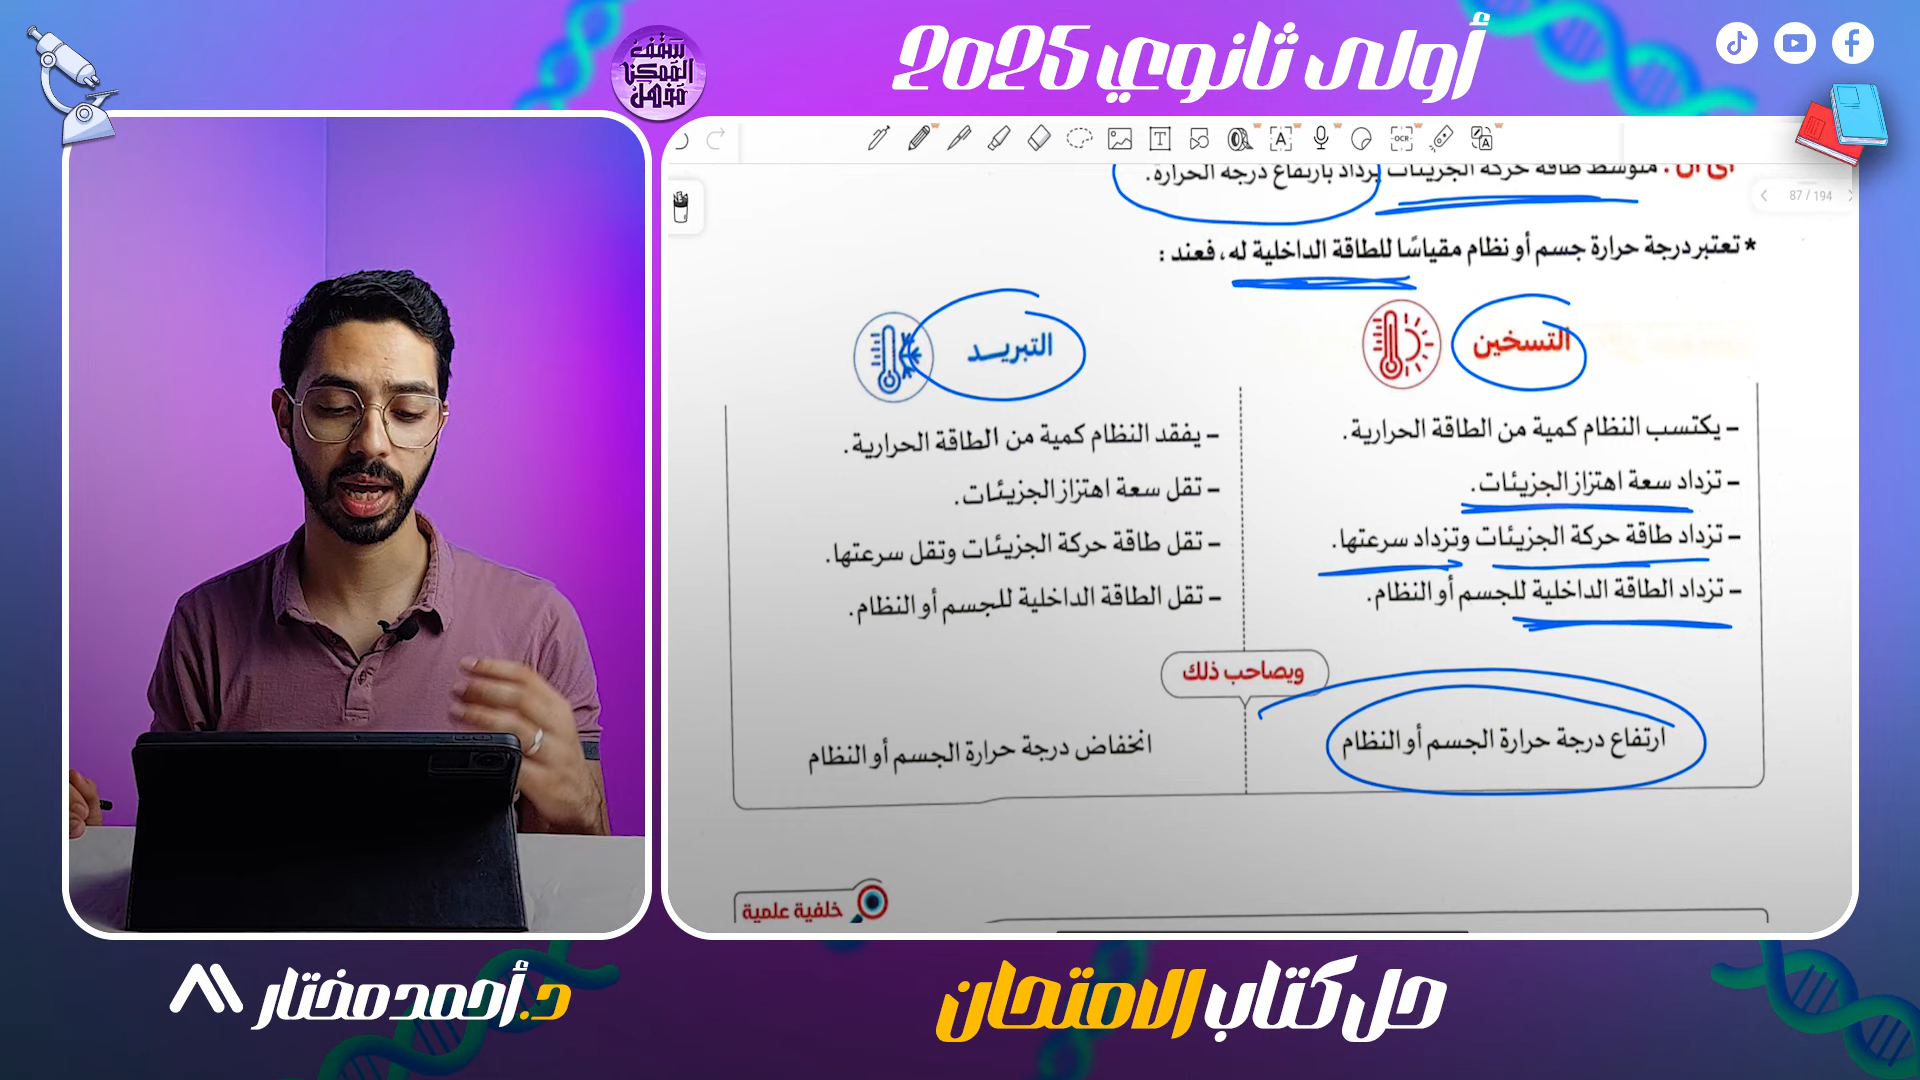 أولى ثانوي 2025
سقف
الممكن
مذهل
أى أن : متوسط طاقة حركة الجزيئات يزداد بارتفاع درجة الحرارة.
87 / 194
* تعتبر درجة حرارة جسم أو نظام مقياسًا للطاقة الداخلية له ، فعند :
التسخين
التبريد
– يكتسب النظام كمية من الطاقة الحرارية.
– تزداد سعة اهتزاز الجزيئات.
– تزداد طاقة حركة الجزيئات وتزداد سرعتها.
– تزداد الطاقة الداخلية للجسم أو النظام.
– يفقد النظام كمية من الطاقة الحرارية.
– تقل سعة اهتزاز الجزيئات.
– تقل طاقة حركة الجزيئات وتقل سرعتها.
– تقل الطاقة الداخلية للجسم أو النظام.
ويصاحب ذلك
ارتفاع درجة حرارة الجسم أو النظام
انخفاض درجة حرارة الجسم أو النظام
خلفية علمية
حل كتاب الامتحان
د.أحمد مختار